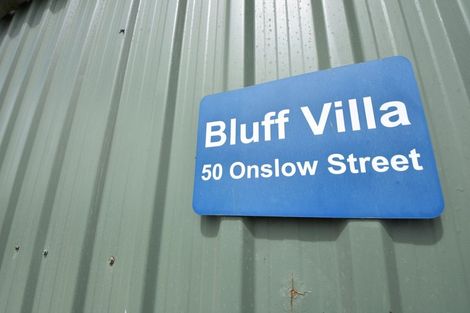 Bluff Villa
50 Onslow Street